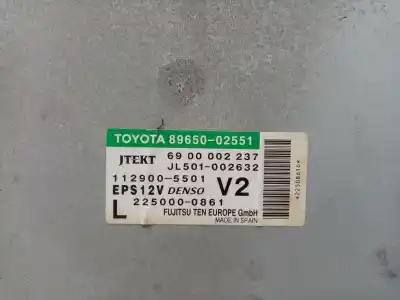 TOYOTA 89650-02551
JTEKT 69 00 002 237
JL501-002632
112900-5501
EPS12V DENSO V2
L 225000-0861
FUJITSU TEN EUROPE GmbH
MADE IN SPAIN